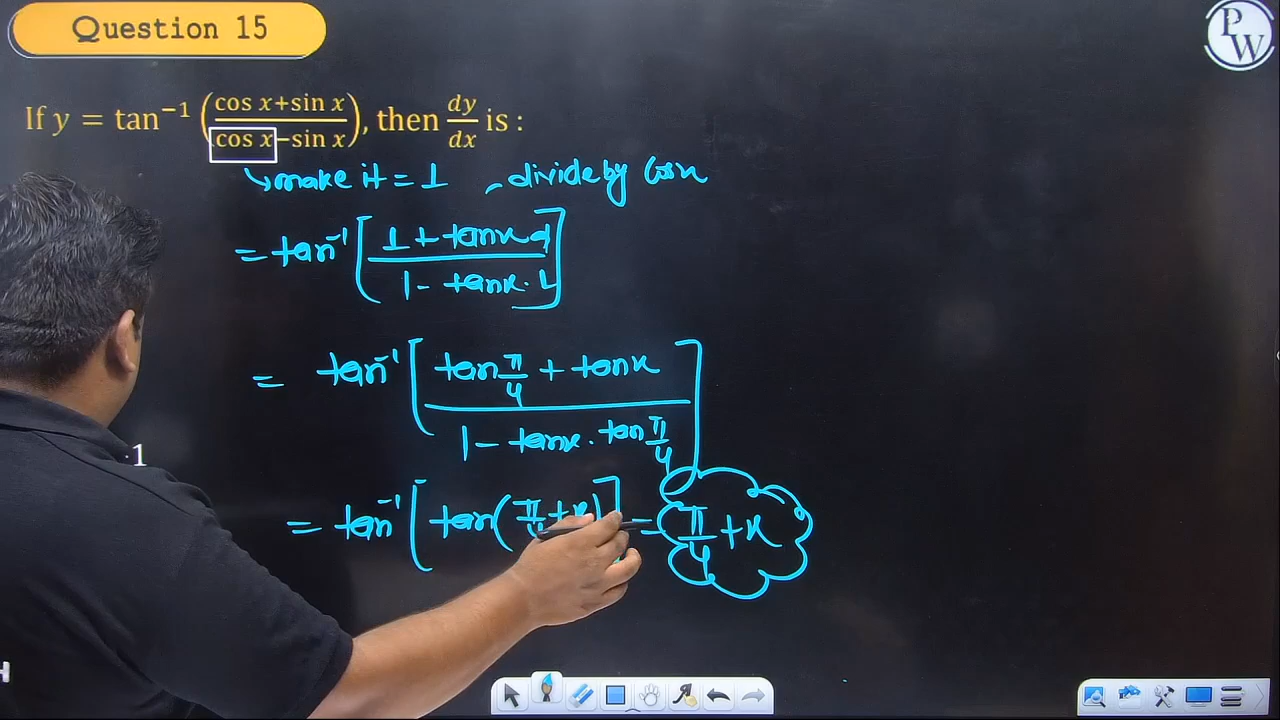 Question 15
PW
If y = tan⁻¹ (cos x+sin x / cos x−sin x), then dy/dx is :
↳ make it = 1 , divide by cosx
= tan⁻¹ [1 + tanx / 1 - tanx . 1]
= tan⁻¹ [tan π/4 + tanx / 1 - tanx . tan π/4]
-1
= tan⁻¹ [tan(π/4 + x)] = π/4 + x
H